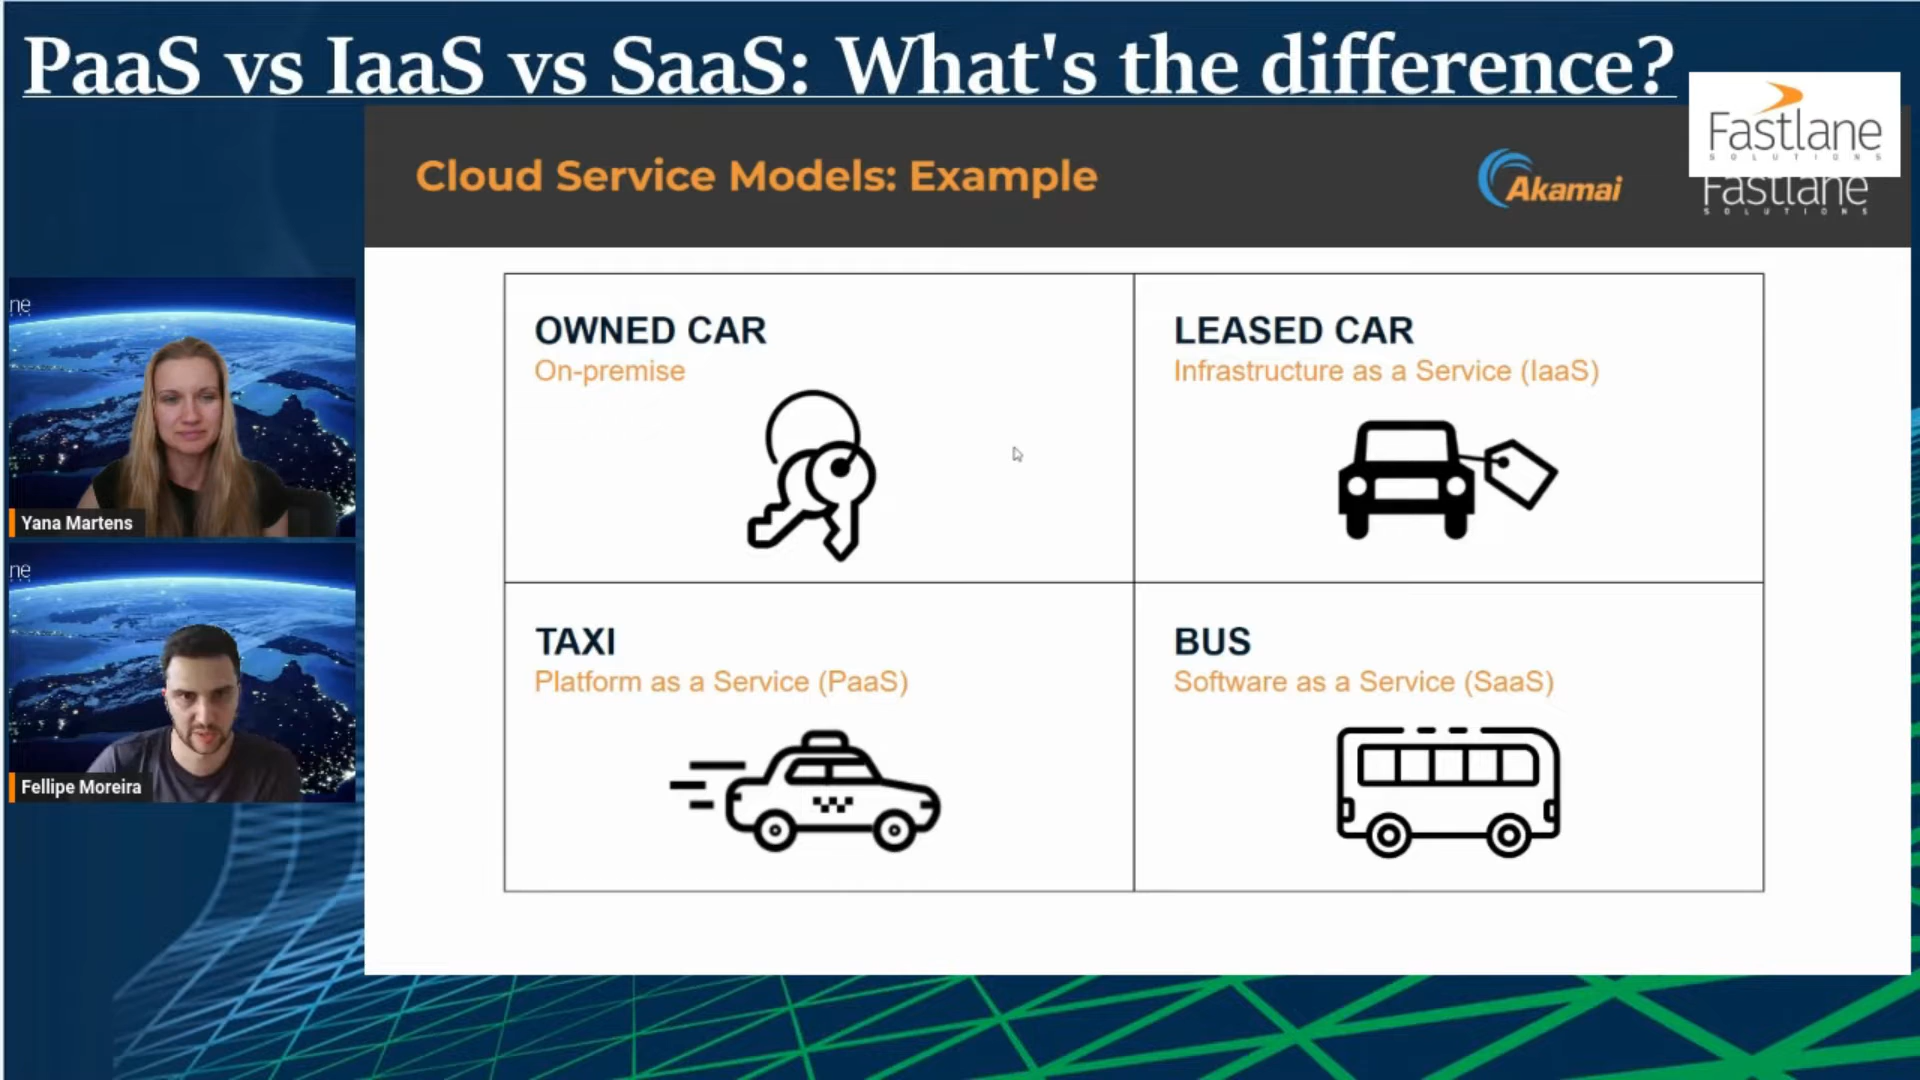 PaaS vs IaaS vs SaaS: What's the difference?
Fastlane
SOLUTIONS
Cloud Service Models: Example
Akamai
Fastlane
SOLUTIONS
OWNED CAR
On-premise
LEASED CAR
Infrastructure as a Service (IaaS)
ne
Yana Martens
ne
Fellipe Moreira
TAXI
Platform as a Service (PaaS)
BUS
Software as a Service (SaaS)